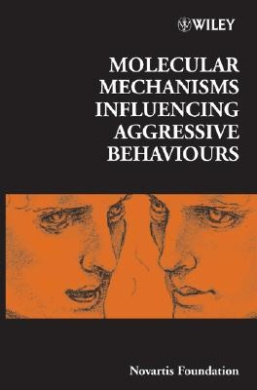 WILEY
MOLECULAR
MECHANISMS
INFLUENCING
AGGRESSIVE
BEHAVIOURS
Novartis Foundation